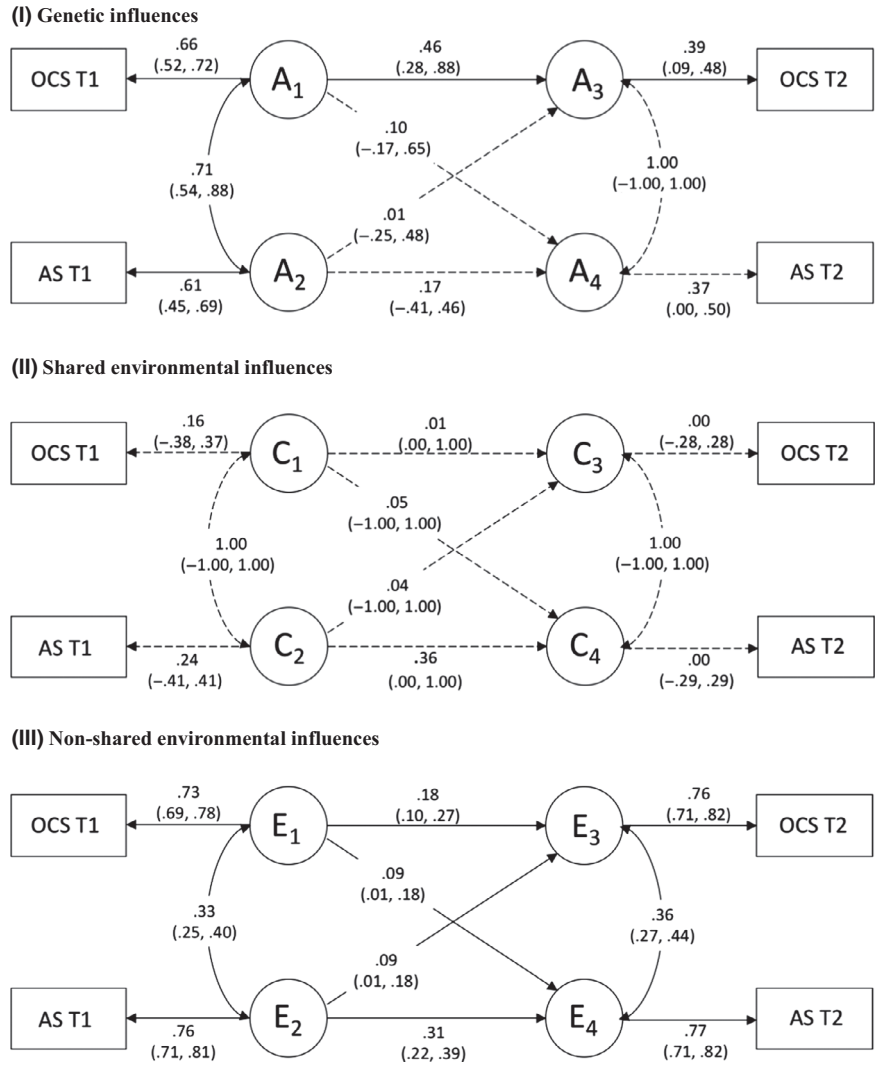 (I) Genetic influences
.66 .46 .39
(.52, .72) (.28, .88) (.09, .48)
OCS T1 A1 A3 OCS T2
.10
(−.17, .65)
.71 1.00
(.54, .88) (−1.00, 1.00)
.01
(−.25, .48)
AS T1 A2 A4 AS T2
.61 .17 .37
(.45, .69) (−.41, .46) (.00, .50)
(II) Shared environmental influences
.16 .01 .00
(−.38, .37) (.00, 1.00) (−.28, .28)
OCS T1 C1 C3 OCS T2
.05
(−1.00, 1.00)
1.00 1.00
(−1.00, 1.00) (−1.00, 1.00)
.04
(−1.00, 1.00)
AS T1 C2 C4 AS T2
.24 .36 .00
(−.41, .41) (.00, 1.00) (−.29, .29)
(III) Non-shared environmental influences
.73 .18 .76
(.69, .78) (.10, .27) (.71, .82)
OCS T1 E1 E3 OCS T2
.09
(.01, .18)
.33 .36
(.25, .40) (.27, .44)
.09
(.01, .18)
AS T1 E2 E4 AS T2
.76 .31 .77
(.71, .81) (.22, .39) (.71, .82)